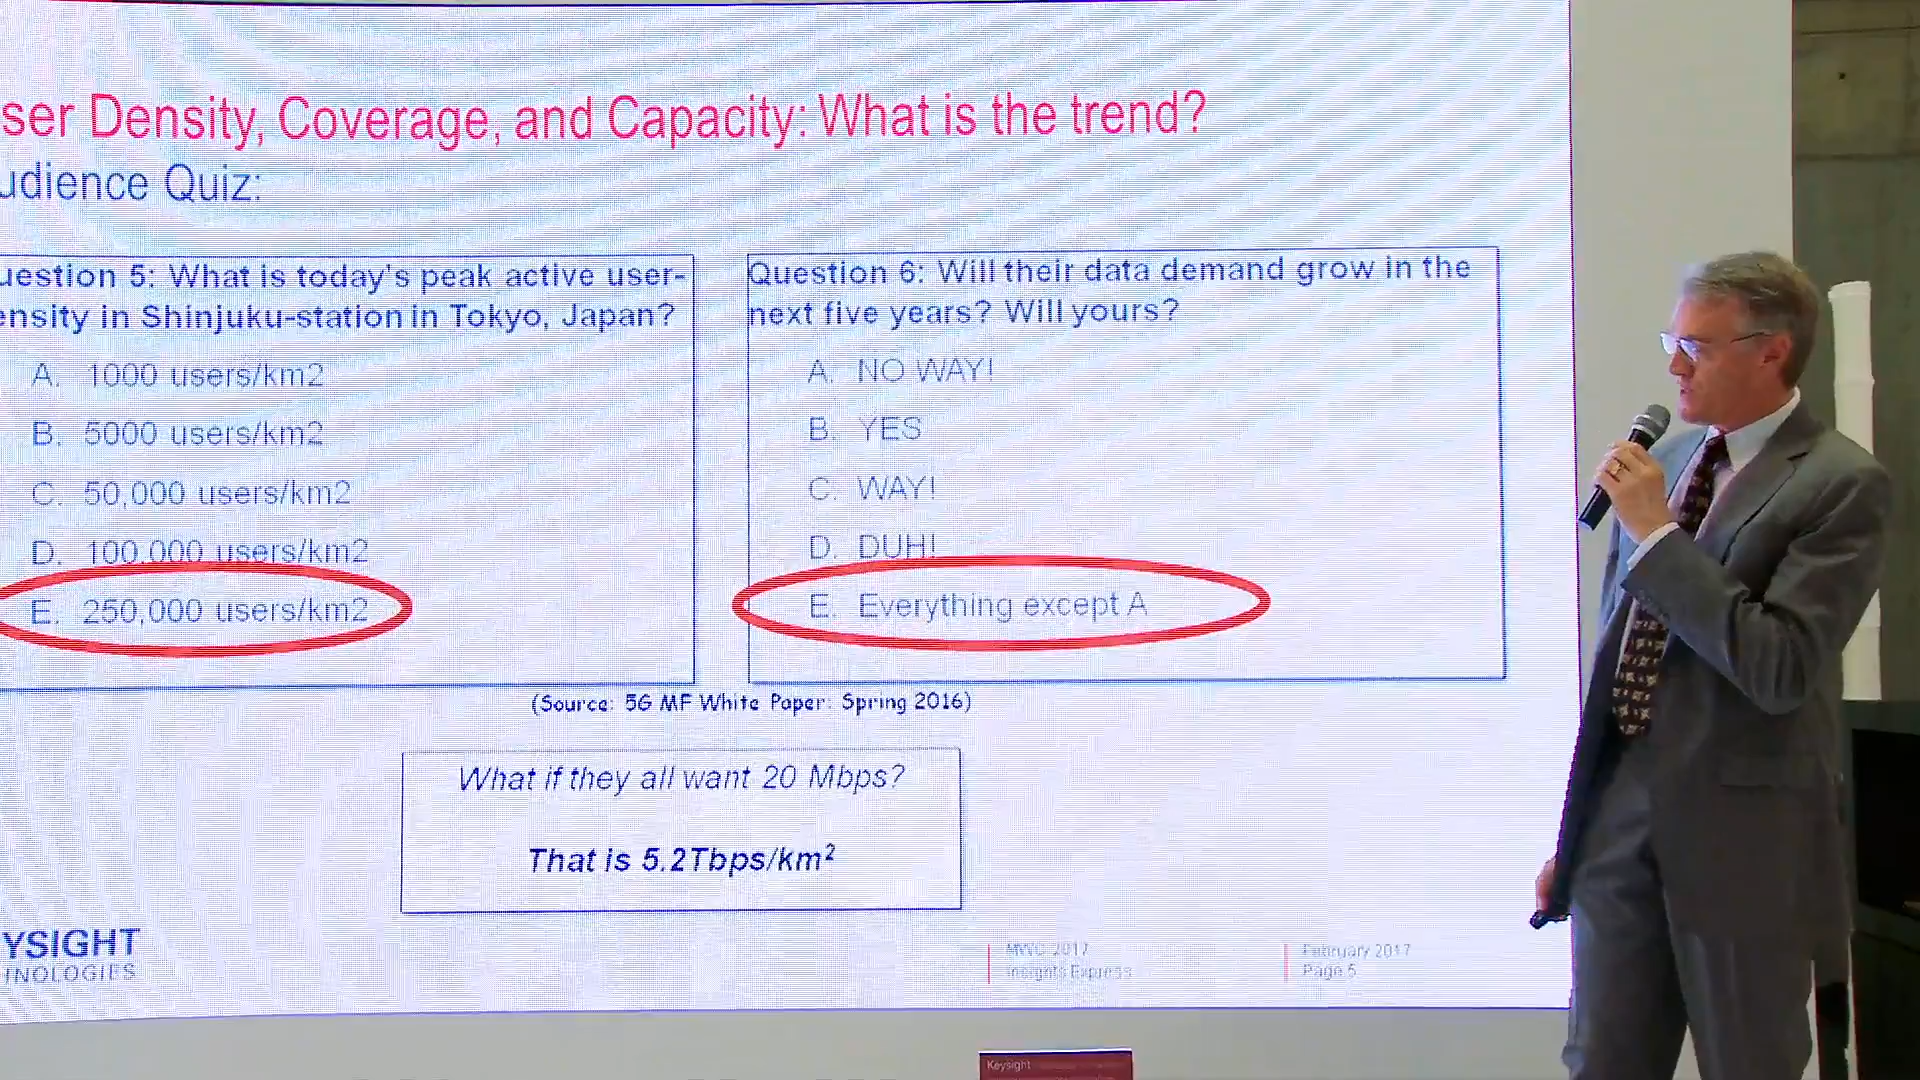 ser Density, Coverage, and Capacity: What is the trend?
udience Quiz:
uestion 5: What is today's peak active user-
ensity in Shinjuku-station in Tokyo, Japan?
A. 1000 users/km2
B. 5000 users/km2
C. 50,000 users/km2
D. 100,000 users/km2
E. 250,000 users/km2
Question 6: Will their data demand grow in the
next five years? Will yours?
A. NO WAY!
B. YES
C. WAY!
D. DUH!
E. Everything except A
(Source: 5G MF White Paper: Spring 2016)
What if they all want 20 Mbps?
That is 5.2Tbps/km²
YSIGHT
HNOLOGIES
MWC 2017
Insights Express
February 2017
Page 5
Keysight